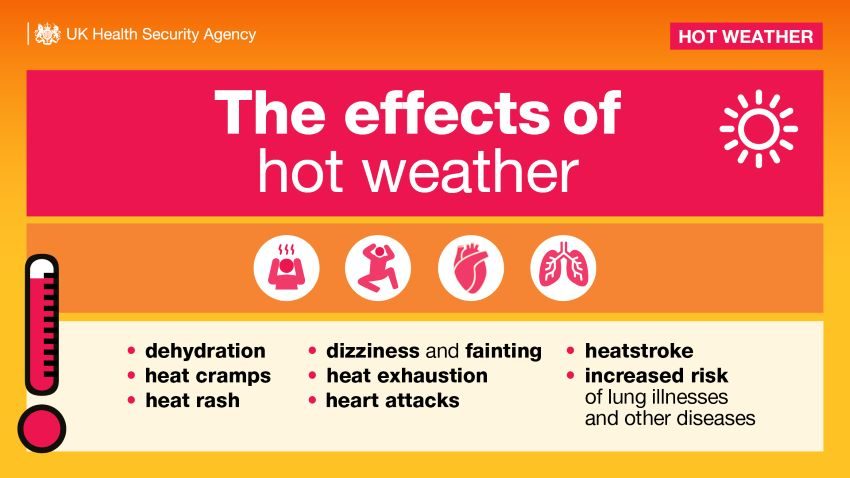 UK Health Security Agency
HOT WEATHER
The effects of
hot weather
• dehydration
• heat cramps
• heat rash
• dizziness and fainting
• heat exhaustion
• heart attacks
• heatstroke
• increased risk
of lung illnesses
and other diseases